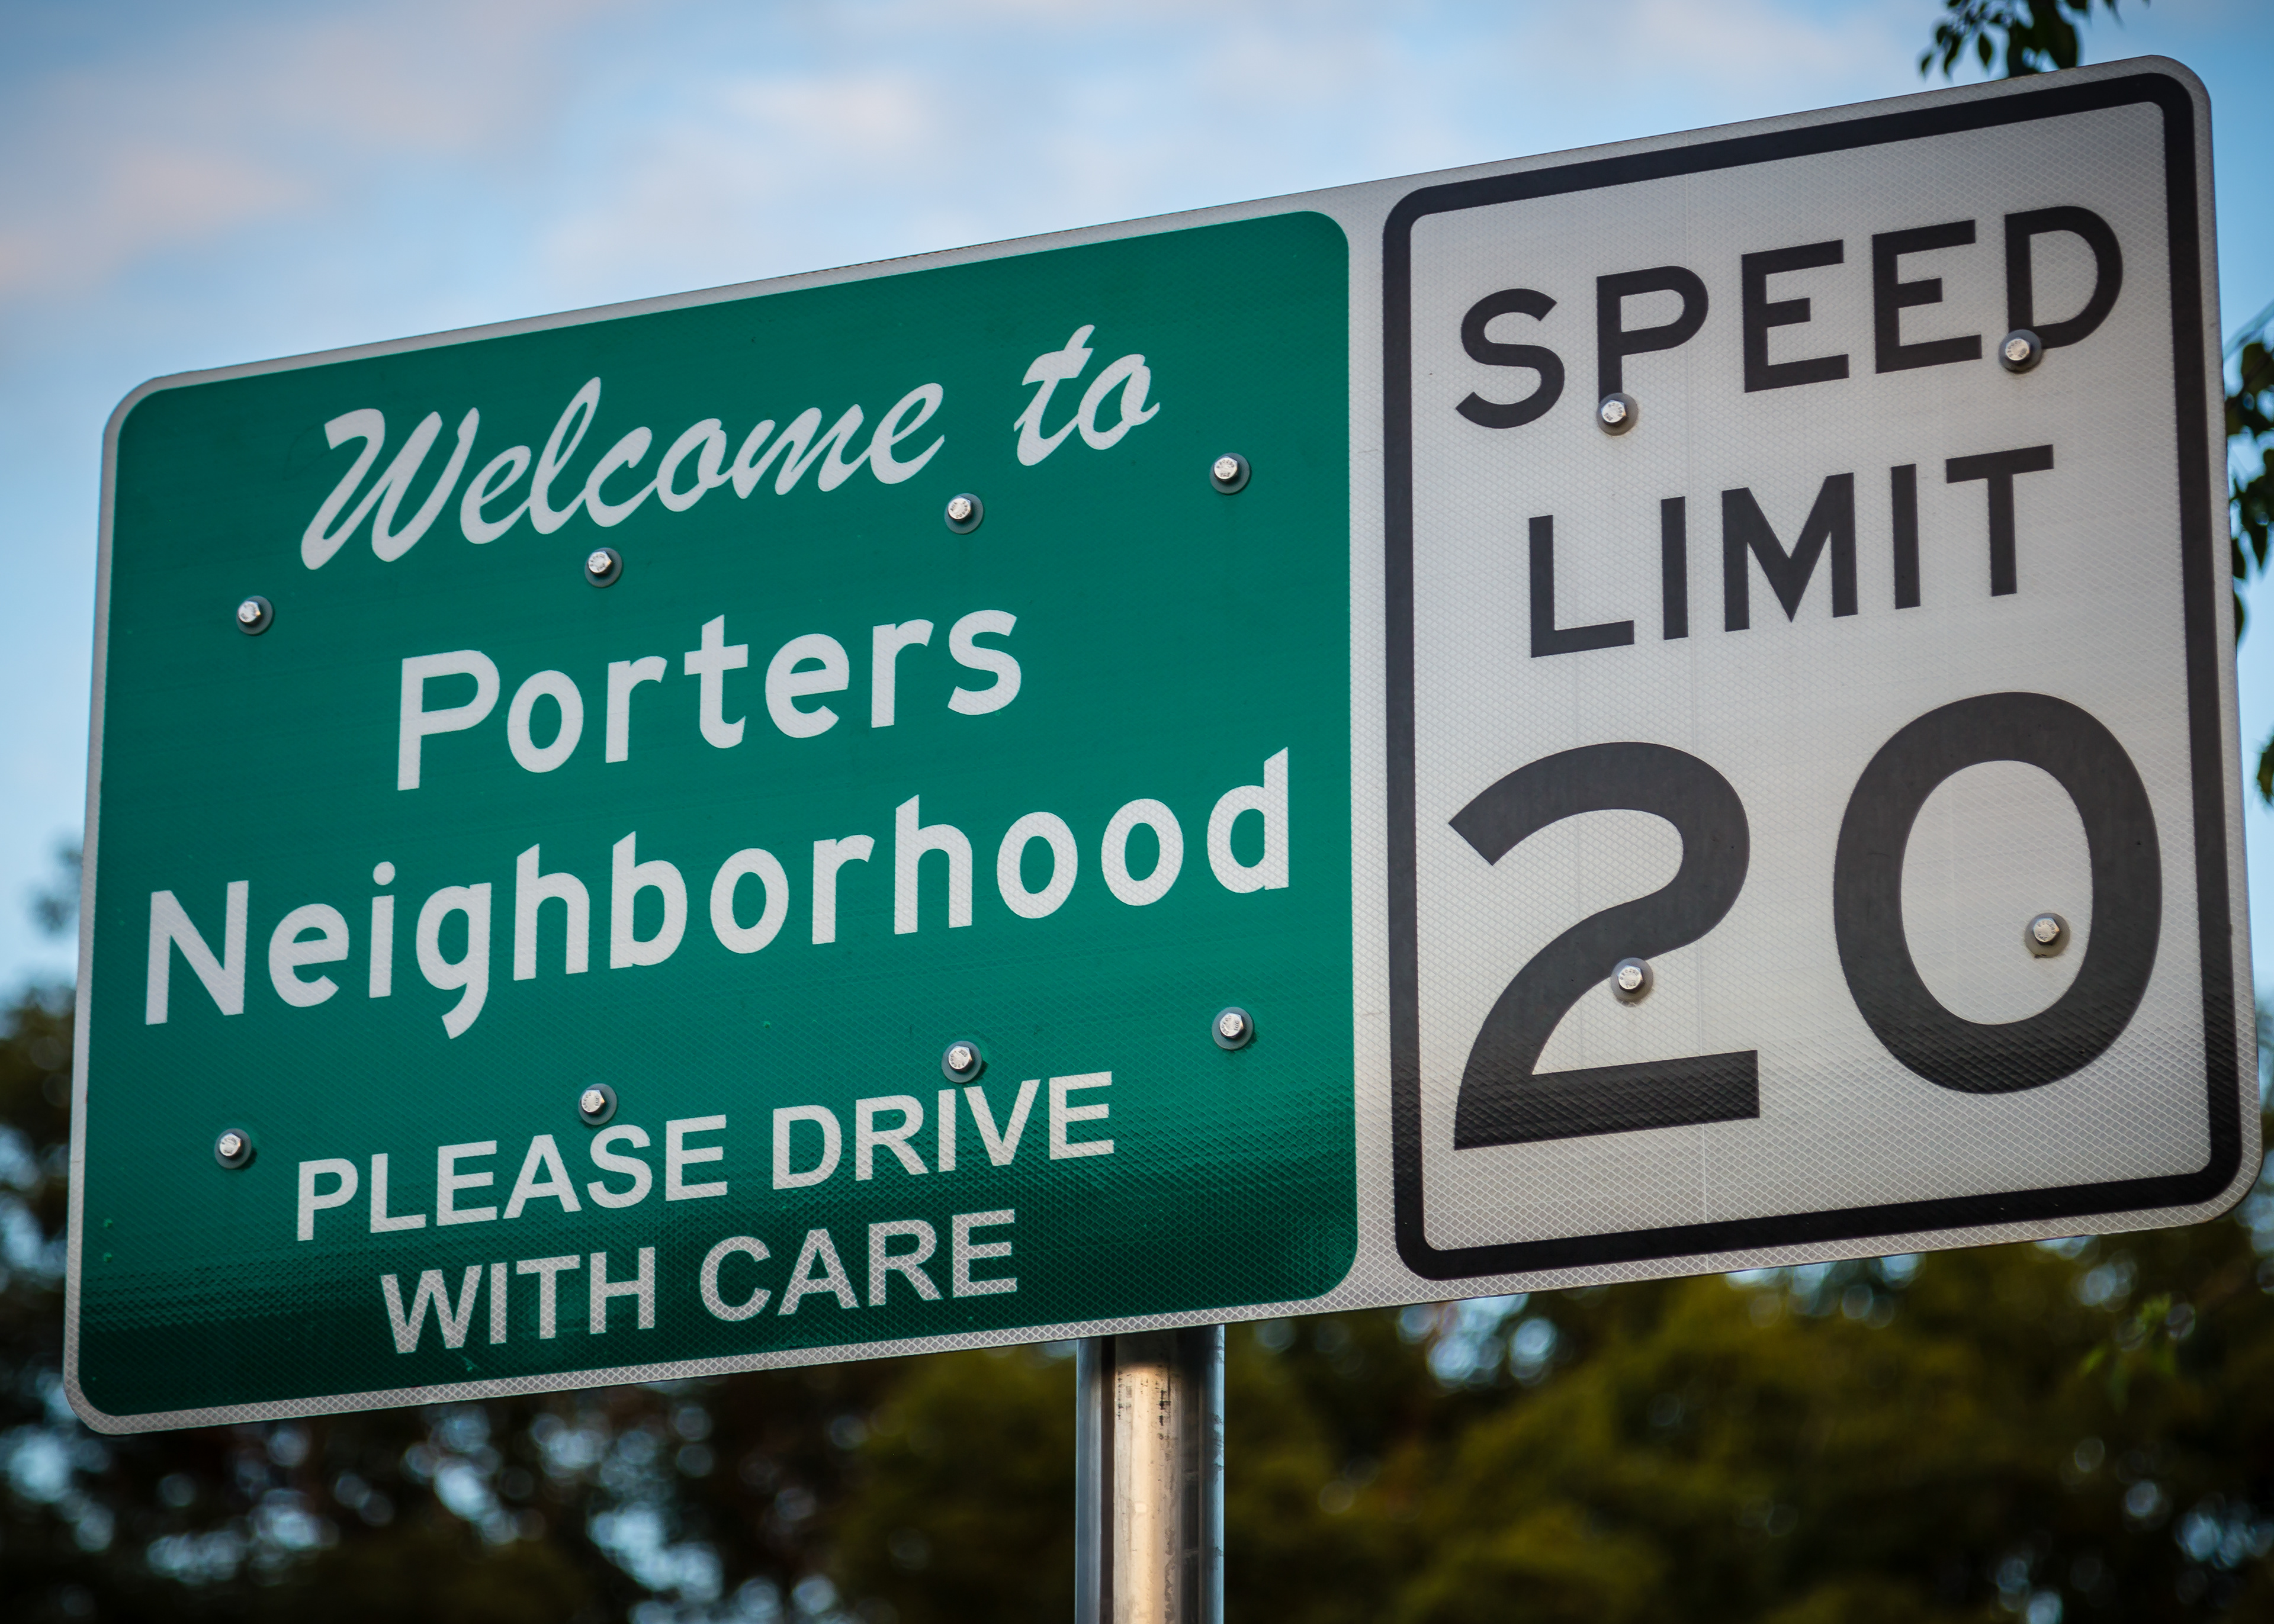 Welcome to
Porters
Neighborhood
PLEASE DRIVE
WITH CARE
SPEED
LIMIT
20